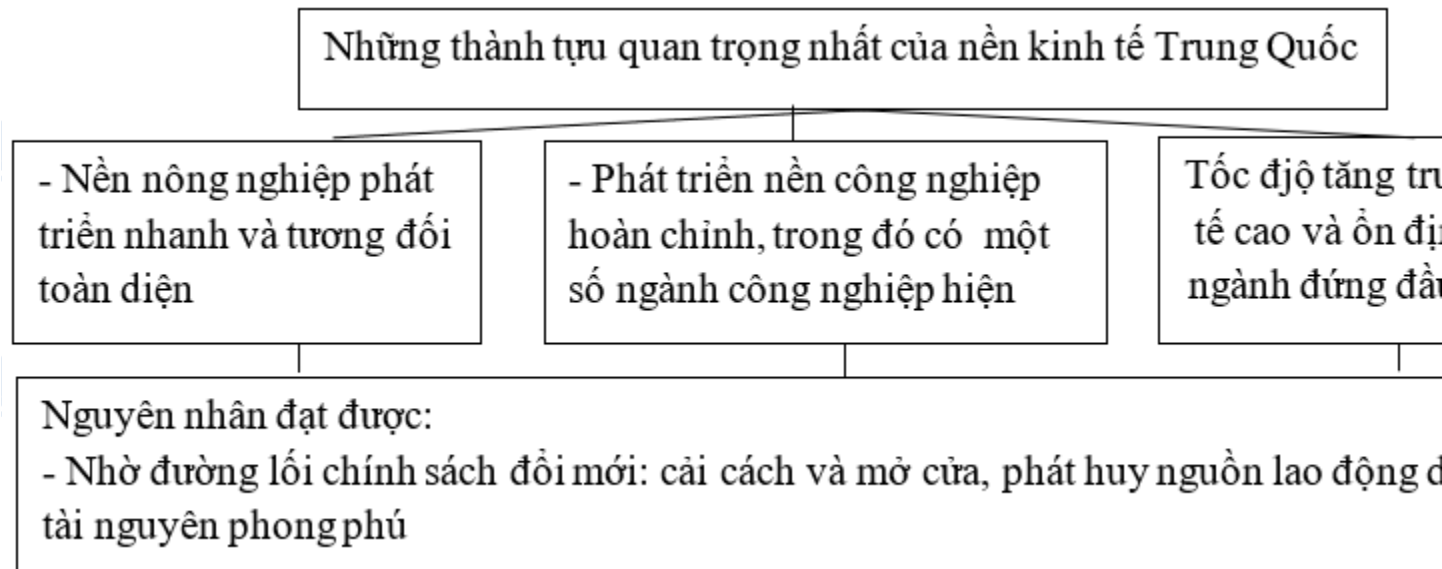 Những thành tựu quan trọng nhất của nền kinh tế Trung Quốc
- Nền nông nghiệp phát
triển nhanh và tương đối
toàn diện
- Phát triển nền công nghiệp
hoàn chỉnh, trong đó có một
số ngành công nghiệp hiện
Tốc djộ tăng
tế cao và ổn
ngành đứng
Nguyên nhân đạt được:
- Nhờ đường lối chính sách đổi mới: cải cách và mở cửa, phát huy nguồn lao động
tài nguyên phong phú